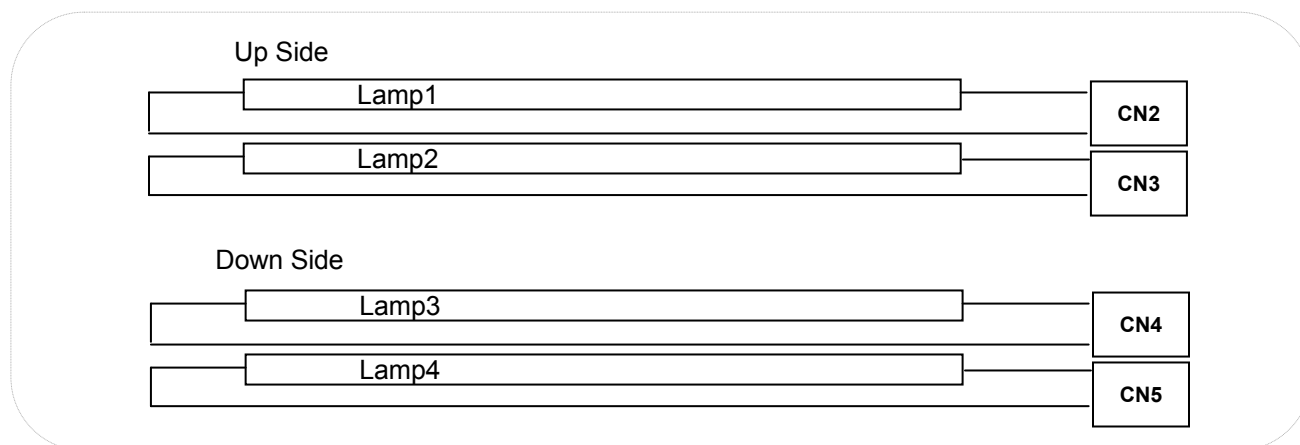 Up Side
Lamp1
CN2
Lamp2
CN3
Down Side
Lamp3
CN4
Lamp4
CN5